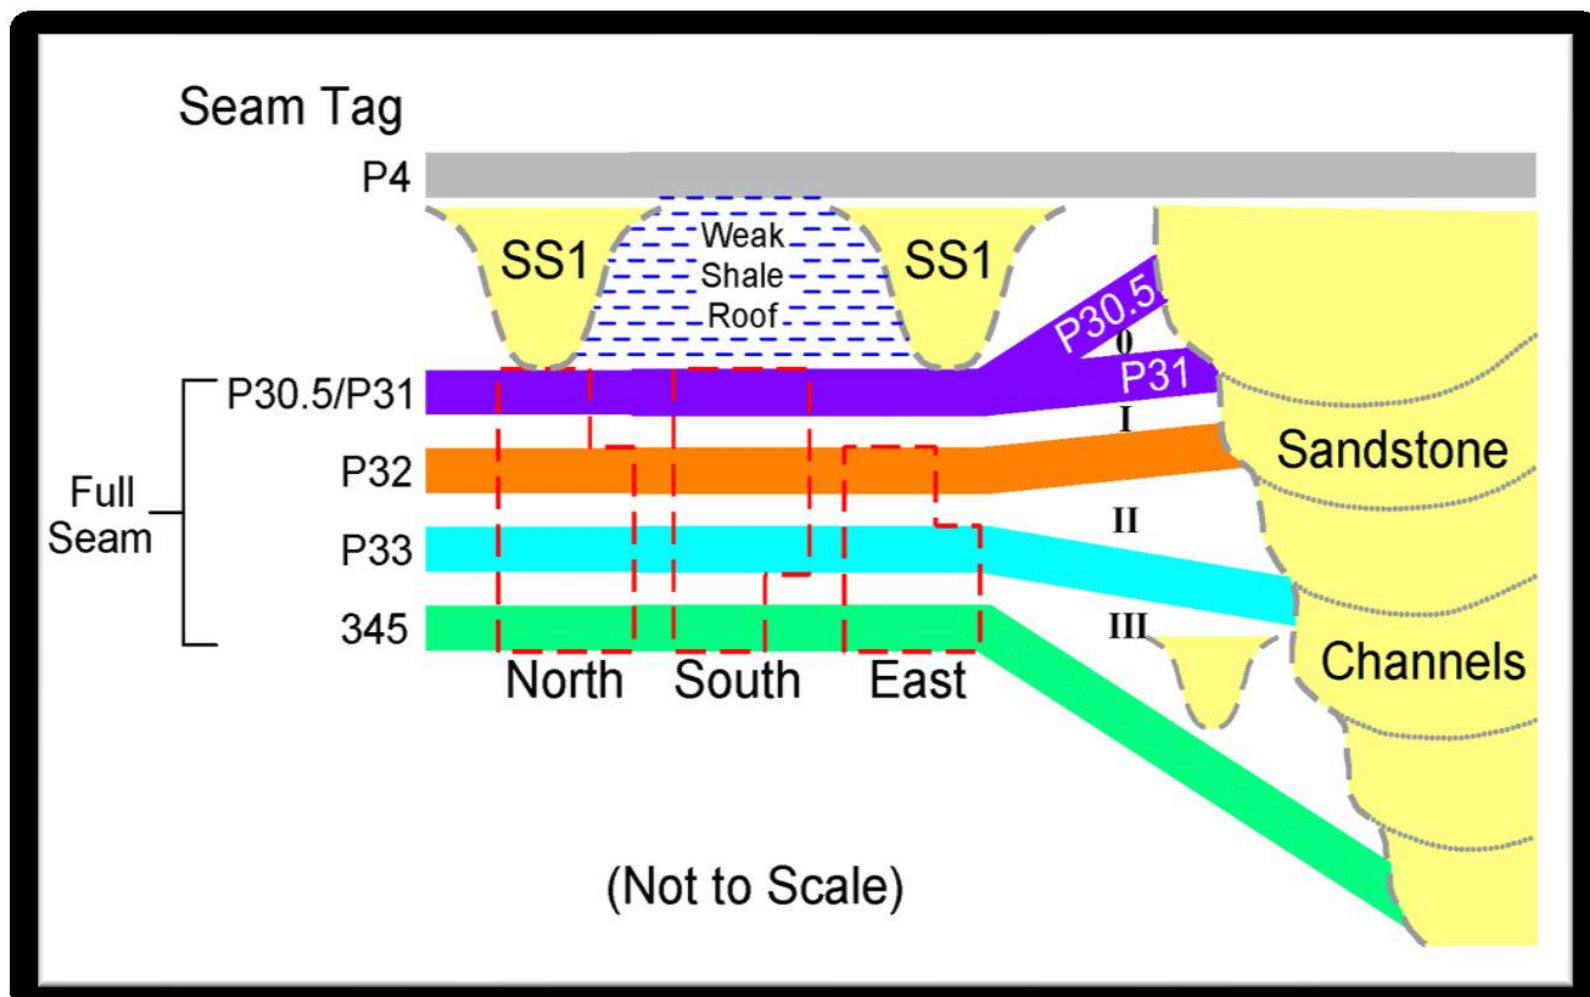 Seam Tag
P4
SS1
Weak
Shale
Roof
SS1
P30.5
0
P31
P30.5/P31
I
P32
Sandstone
Full
Seam
II
P33
345
III
North
South
East
Channels
(Not to Scale)